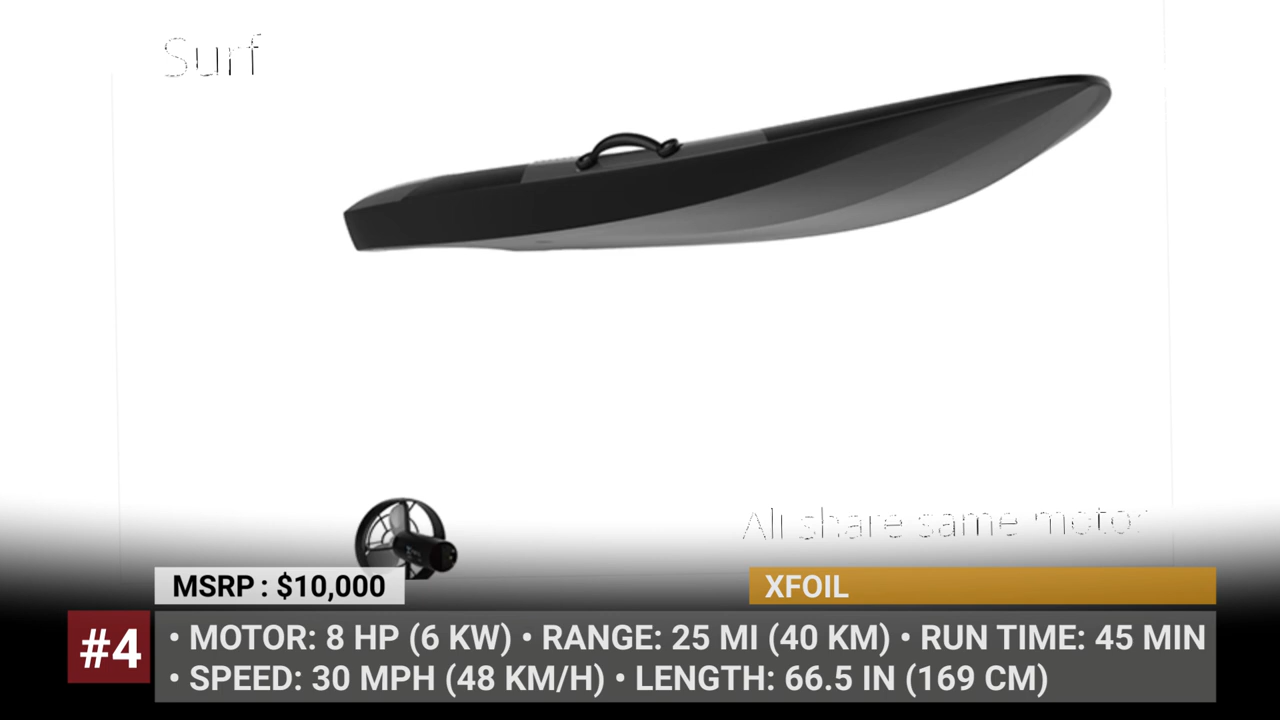 Surf
All share same motor
MSRP : $10,000
XFOIL
#4
• MOTOR: 8 HP (6 KW) • RANGE: 25 MI (40 KM) • RUN TIME: 45 MIN
• SPEED: 30 MPH (48 KM/H) • LENGTH: 66.5 IN (169 CM)